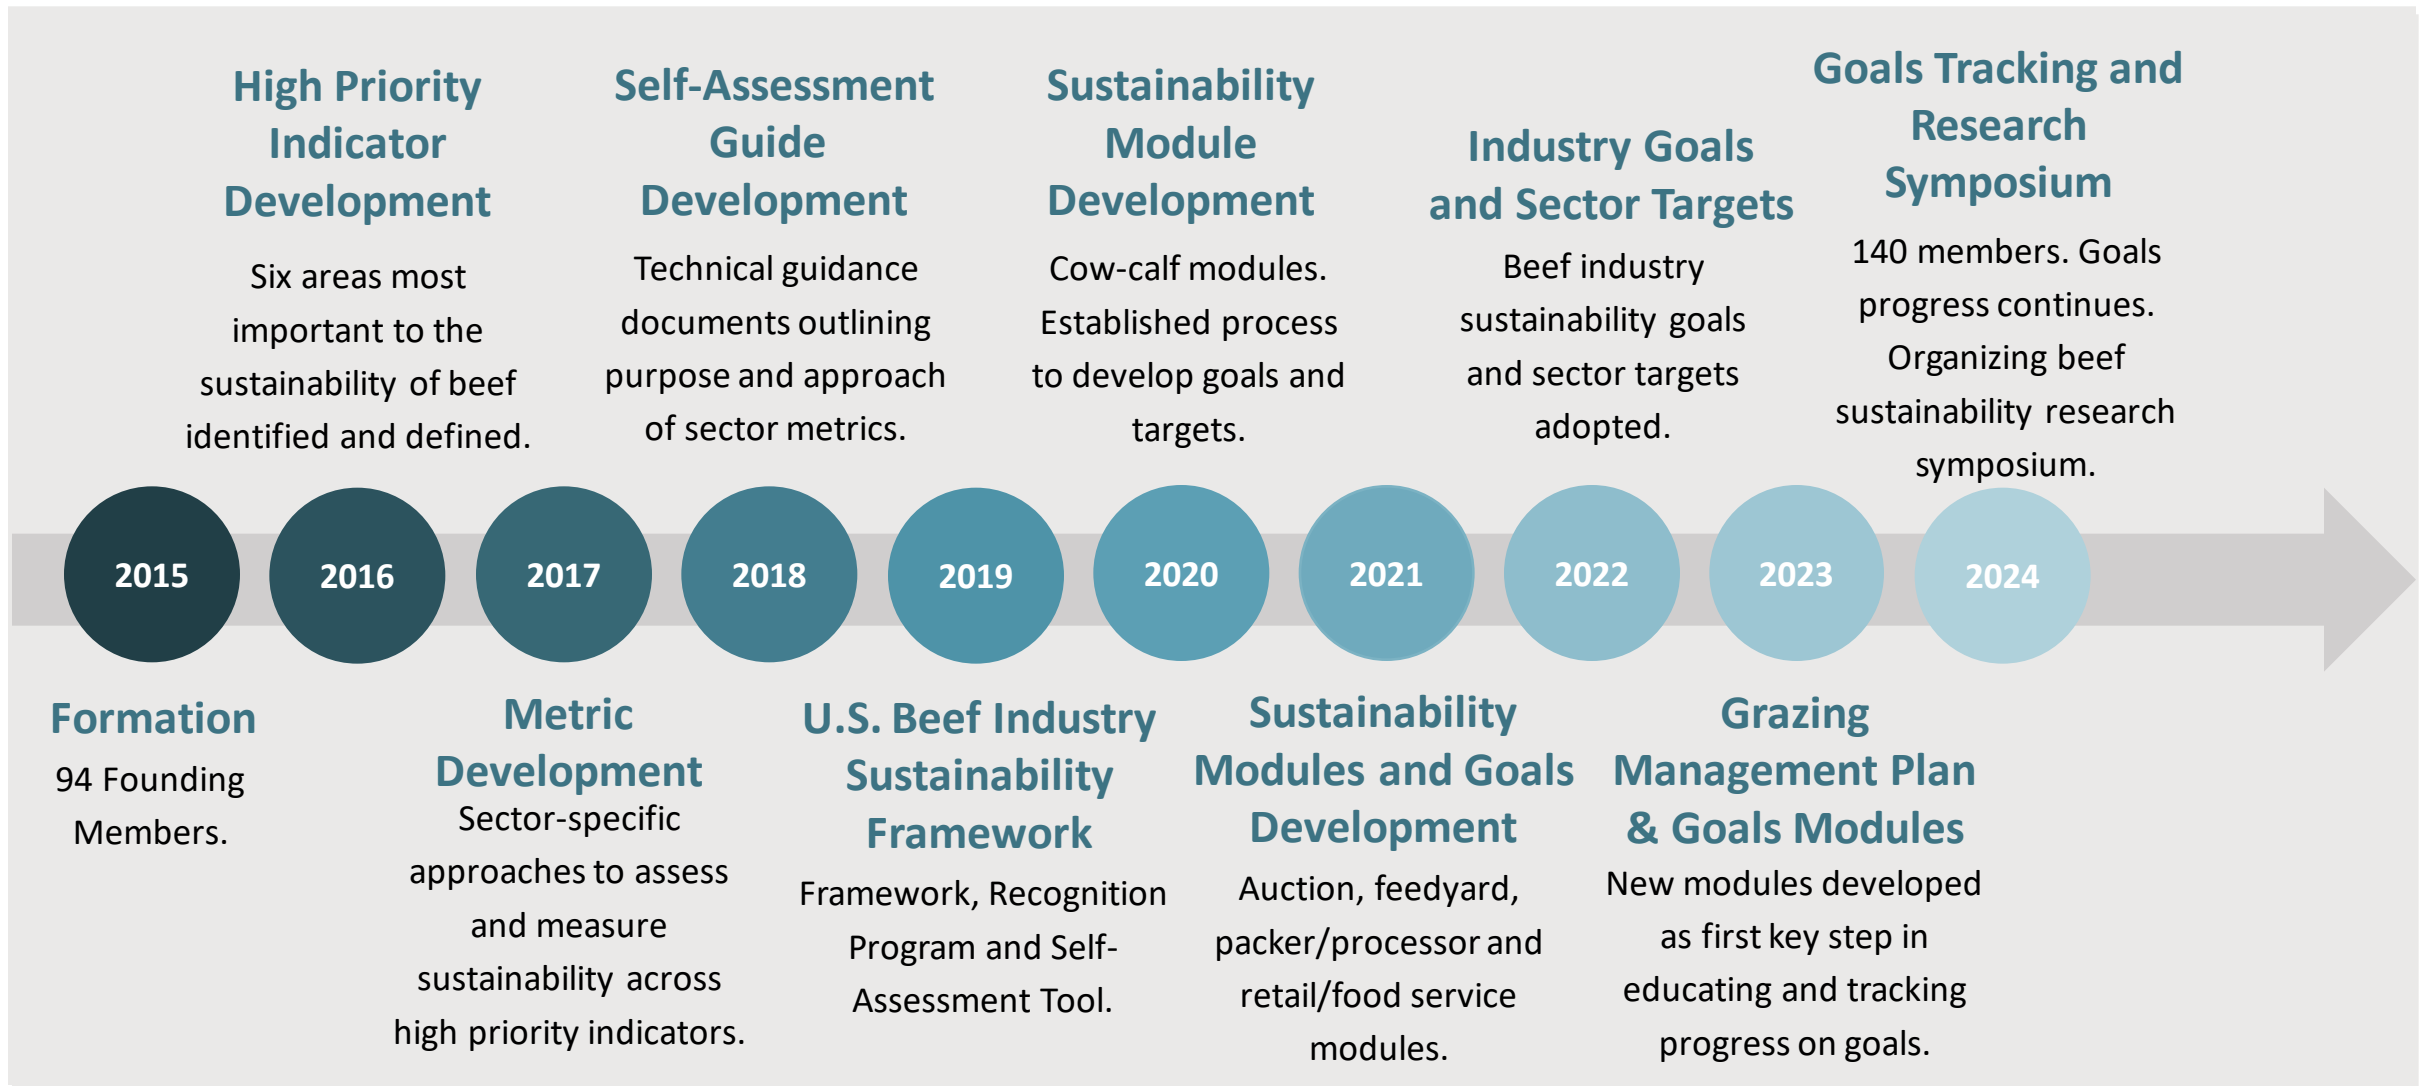 High Priority
Indicator
Development
Six areas most
important to the
sustainability of beef
identified and defined.
Self-Assessment
Guide
Development
Technical guidance
documents outlining
purpose and approach
of sector metrics.
Sustainability
Module
Development
Cow-calf modules.
Established process
to develop goals and
targets.
Industry Goals
and Sector Targets
Beef industry
sustainability goals
and sector targets
adopted.
Goals Tracking and
Research
Symposium
140 members. Goals
progress continues.
Organizing beef
sustainability research
symposium.
2015
2016
2017
2018
2019
2020
2021
2022
2023
2024
Formation
94 Founding
Members.
Metric
Development
Sector-specific
approaches to assess
and measure
sustainability across
high priority indicators.
U.S. Beef Industry
Sustainability
Framework
Framework, Recognition
Program and Self-
Assessment Tool.
Sustainability
Modules and Goals
Development
Auction, feedyard,
packer/processor and
retail/food service
modules.
Grazing
Management Plan
& Goals Modules
New modules developed
as first key step in
educating and tracking
progress on goals.